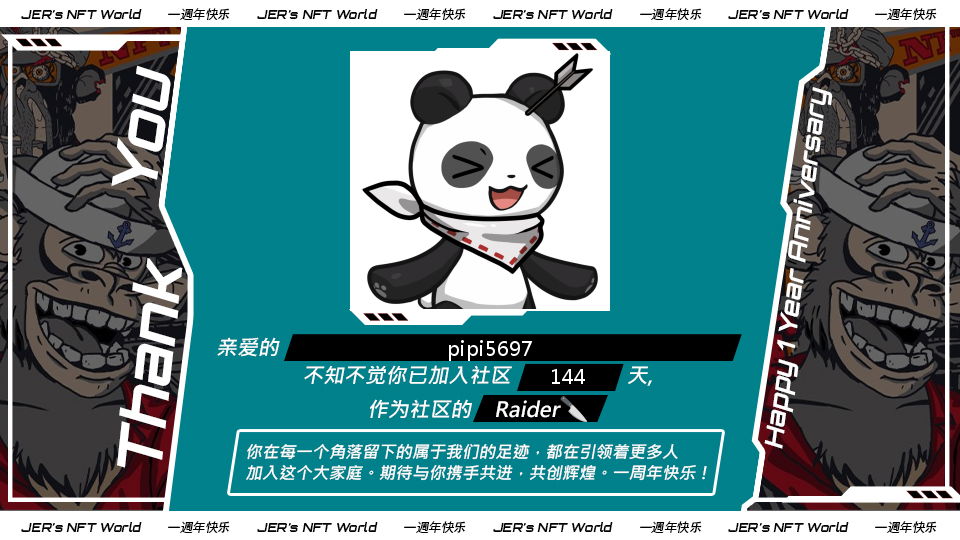 JER's NFT World 一週年快乐 JER's NFT World 一週年快乐 JER's NFT World 一週年快乐 JER's NFT World 一週年快乐
Thank You
Happy 1 Year Anniversary
亲爱的 pipi5697
不知不觉你已加入社区 144 天,
作为社区的 Raider🔪
你在每一个角落留下的属于我们的足迹，都在引领着更多人
加入这个大家庭。期待与你携手共进，共创辉煌。一周年快乐！
JER's NFT World 一週年快乐 JER's NFT World 一週年快乐 JER's NFT World 一週年快乐 JER's NFT World 一週年快乐